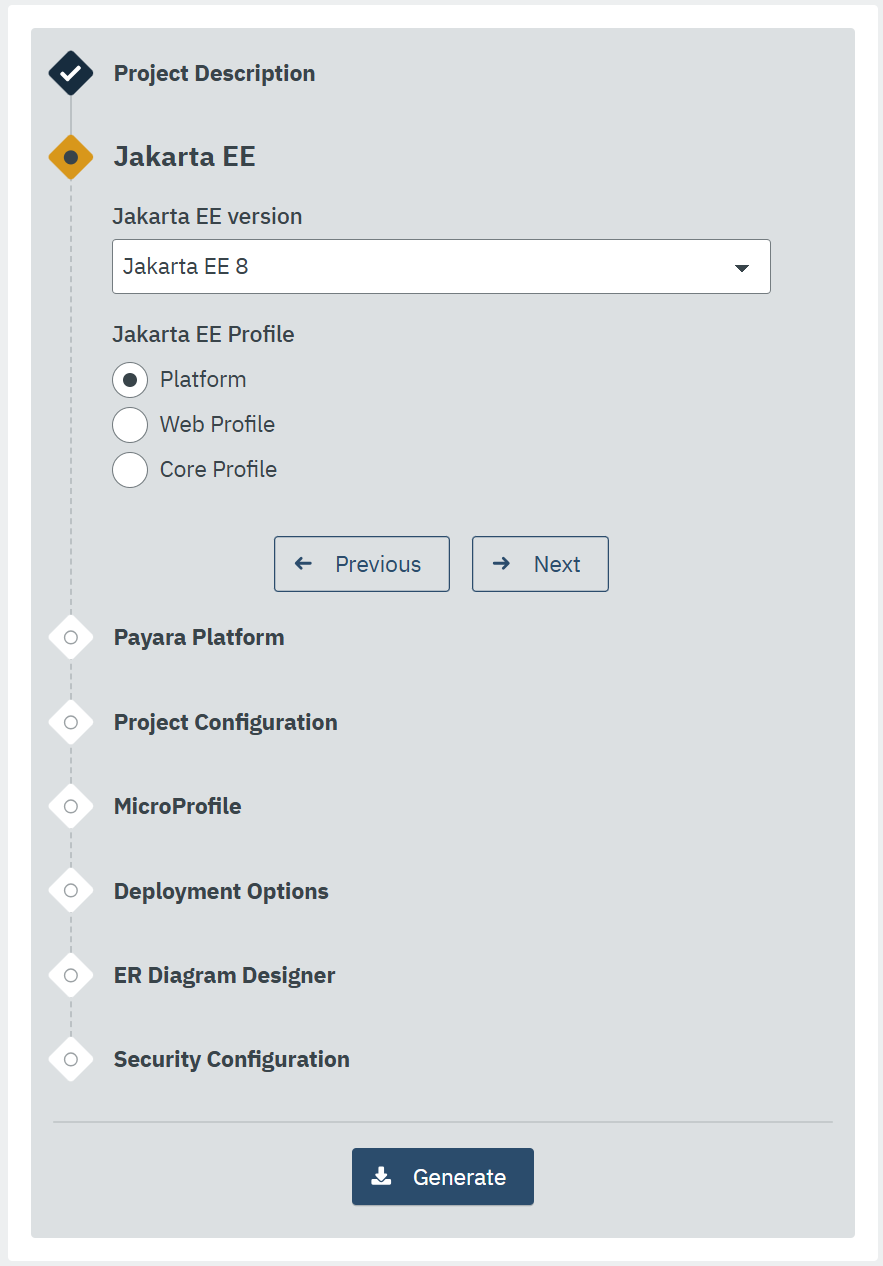 Project Description
Jakarta EE
Jakarta EE version
Jakarta EE 8
Jakarta EE Profile
Platform
Web Profile
Core Profile
Previous
Next
Payara Platform
Project Configuration
MicroProfile
Deployment Options
ER Diagram Designer
Security Configuration
Generate